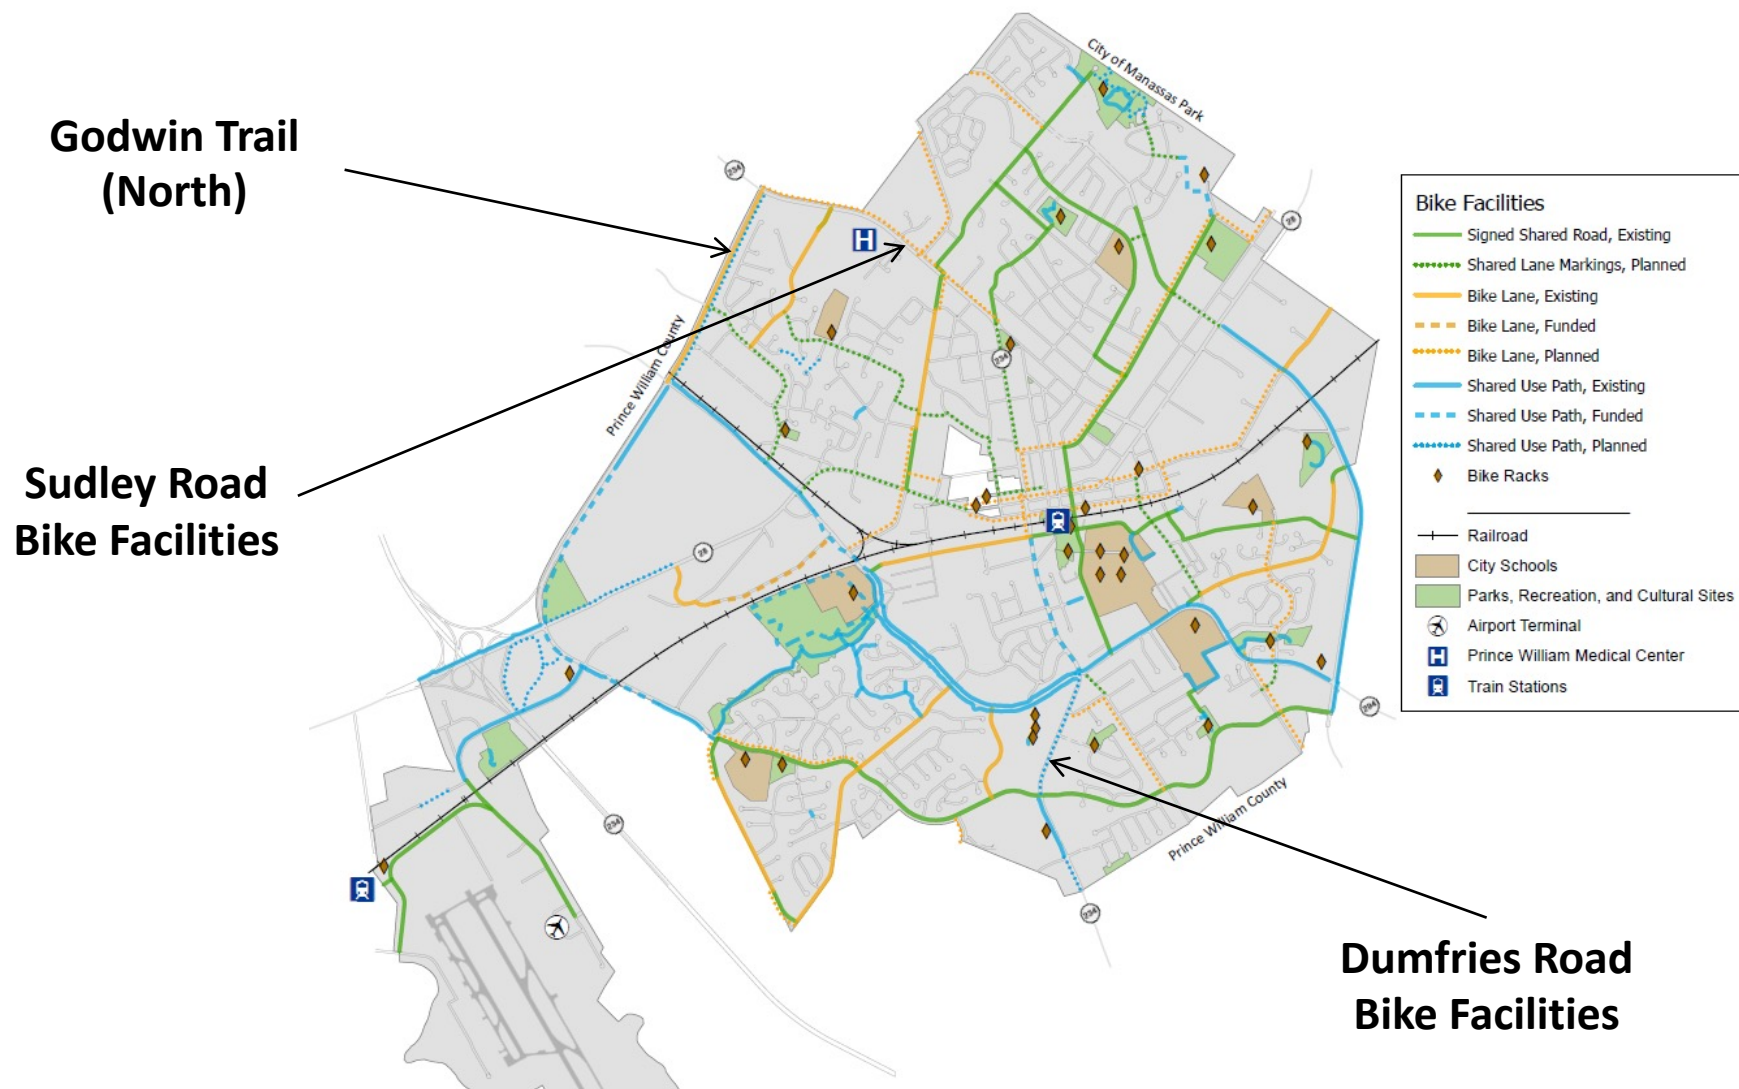 Godwin Trail
(North)
Sudley Road
Bike Facilities
Dumfries Road
Bike Facilities
City of Manassas Park
Prince William County
Prince William County
234
28
234
28
234
234
234
H
Bike Facilities
Signed Shared Road, Existing
Shared Lane Markings, Planned
Bike Lane, Existing
Bike Lane, Funded
Bike Lane, Planned
Shared Use Path, Existing
Shared Use Path, Funded
Shared Use Path, Planned
Bike Racks
Railroad
City Schools
Parks, Recreation, and Cultural Sites
Airport Terminal
H Prince William Medical Center
Train Stations